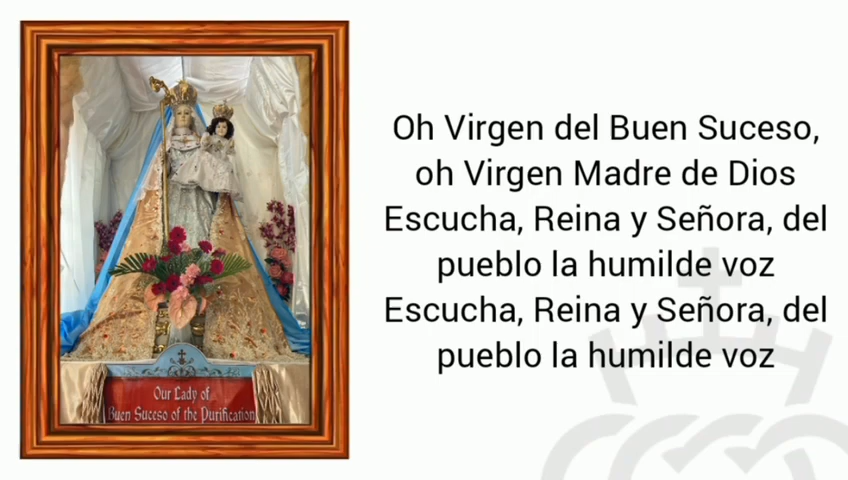 Oh Virgen del Buen Suceso,
oh Virgen Madre de Dios
Escucha, Reina y Señora, del
pueblo la humilde voz
Escucha, Reina y Señora, del
pueblo la humilde voz
Our Lady of
Buen Suceso of the Purification